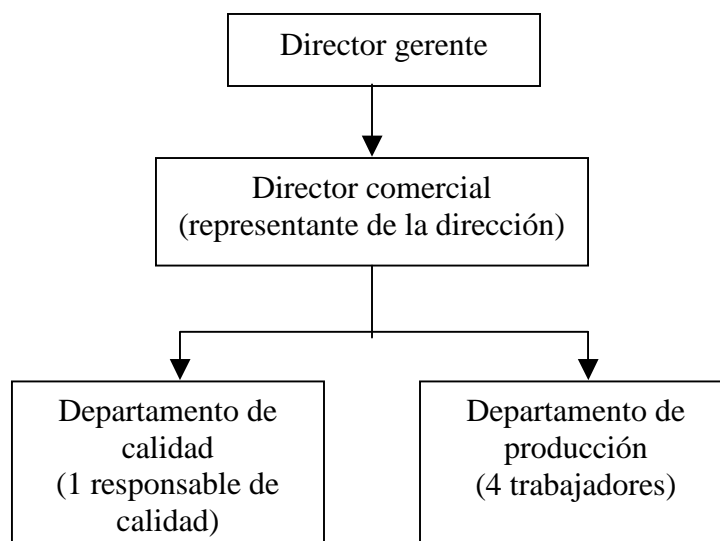 Director gerente
Director comercial
(representante de la dirección)
Departamento de
calidad
(1 responsable de
calidad)
Departamento de
producción
(4 trabajadores)